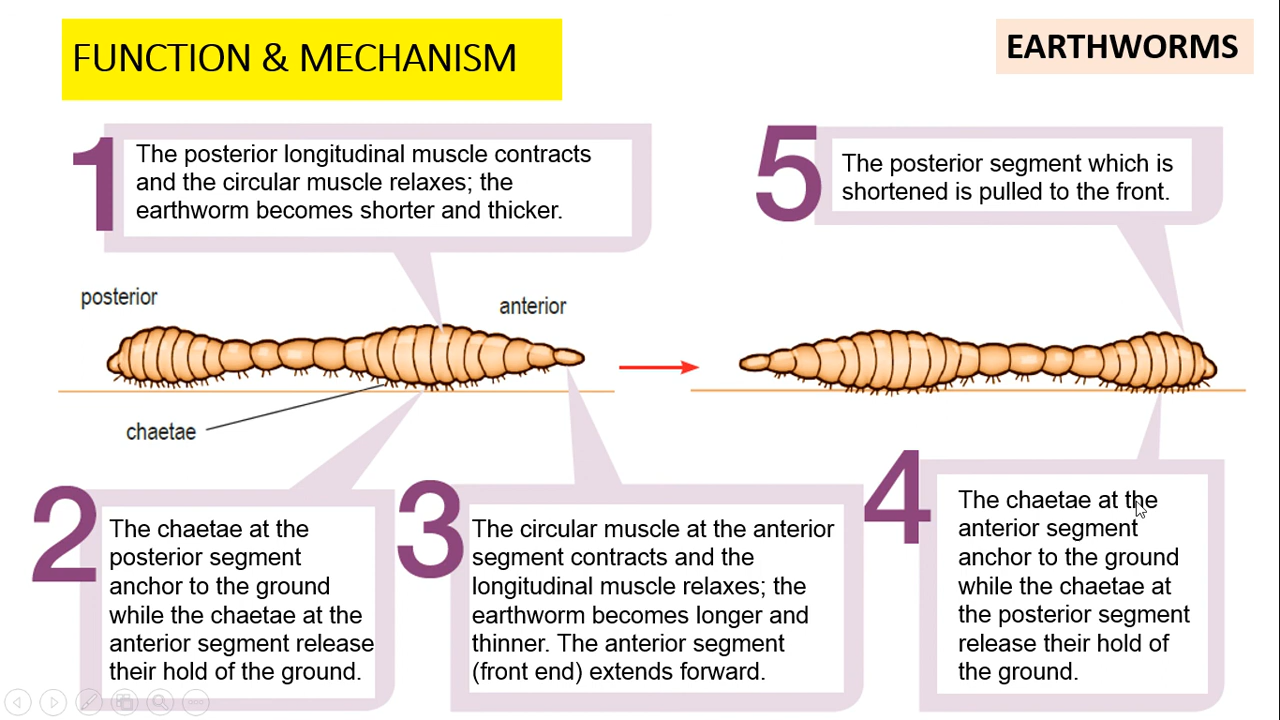 FUNCTION & MECHANISM
EARTHWORMS
1
The posterior longitudinal muscle contracts
and the circular muscle relaxes; the
earthworm becomes shorter and thicker.
5
The posterior segment which is
shortened is pulled to the front.
posterior
anterior
chaetae
2
The chaetae at the
posterior segment
anchor to the ground
while the chaetae at the
anterior segment release
their hold of the ground.
3
The circular muscle at the anterior
segment contracts and the
longitudinal muscle relaxes; the
earthworm becomes longer and
thinner. The anterior segment
(front end) extends forward.
4
The chaetae at the
anterior segment
anchor to the ground
while the chaetae at
the posterior segment
release their hold of
the ground.